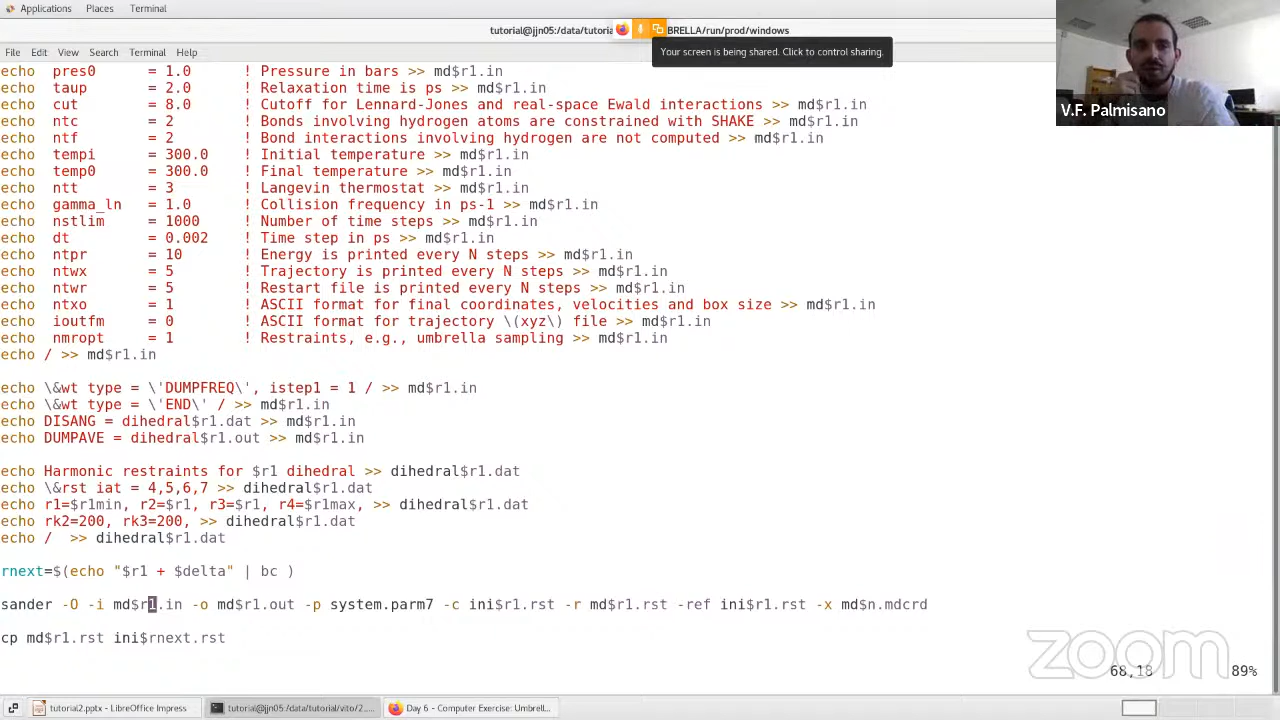 Applications Places Terminal
tutorial@jjn05:/data/tutoria BRELLA/run/prod/windows
Your screen is being shared. Click to control sharing.
File Edit View Search Terminal Help
V.F. Palmisano
echo pres0 = 1.0 ! Pressure in bars >> md$r1.in
echo taup = 2.0 ! Relaxation time is ps >> md$r1.in
echo cut = 8.0 ! Cutoff for Lennard-Jones and real-space Ewald interactions >> md$r1.in
echo ntc = 2 ! Bonds involving hydrogen atoms are constrained with SHAKE >> md$r1.in
echo ntf = 2 ! Bond interactions involving hydrogen are not computed >> md$r1.in
echo tempi = 300.0 ! Initial temperature >> md$r1.in
echo temp0 = 300.0 ! Final temperature >> md$r1.in
echo ntt = 3 ! Langevin thermostat >> md$r1.in
echo gamma_ln = 1.0 ! Collision frequency in ps-1 >> md$r1.in
echo nstlim = 1000 ! Number of time steps >> md$r1.in
echo dt = 0.002 ! Time step in ps >> md$r1.in
echo ntpr = 10 ! Energy is printed every N steps >> md$r1.in
echo ntwx = 5 ! Trajectory is printed every N steps >> md$r1.in
echo ntwr = 5 ! Restart file is printed every N steps >> md$r1.in
echo ntxo = 1 ! ASCII format for final coordinates, velocities and box size >> md$r1.in
echo ioutfm = 0 ! ASCII format for trajectory \(xyz\) file >> md$r1.in
echo nmropt = 1 ! Restraints, e.g., umbrella sampling >> md$r1.in
echo / >> md$r1.in
echo \&wt type = \'DUMPFREQ\', istep1 = 1 / >> md$r1.in
echo \&wt type = \'END\' / >> md$r1.in
echo DISANG = dihedral$r1.dat >> md$r1.in
echo DUMPAVE = dihedral$r1.out >> md$r1.in
echo Harmonic restraints for $r1 dihedral >> dihedral$r1.dat
echo \&rst iat = 4,5,6,7 >> dihedral$r1.dat
echo r1=$r1min, r2=$r1, r3=$r1, r4=$r1max, >> dihedral$r1.dat
echo rk2=200, rk3=200, >> dihedral$r1.dat
echo / >> dihedral$r1.dat
rnext=$(echo "$r1 + $delta" | bc )
sander -O -i md$r1.in -o md$r1.out -p system.parm7 -c ini$r1.rst -r md$r1.rst -ref ini$r1.rst -x md$n.mdcrd
cp md$r1.rst ini$rnext.rst
zoom
68,18 89%
tutorial2.pptx - LibreOffice Impress tutorial@jjn05:/data/tutorial/vito/2.... Day 6 - Computer Exercise: Umbrel...